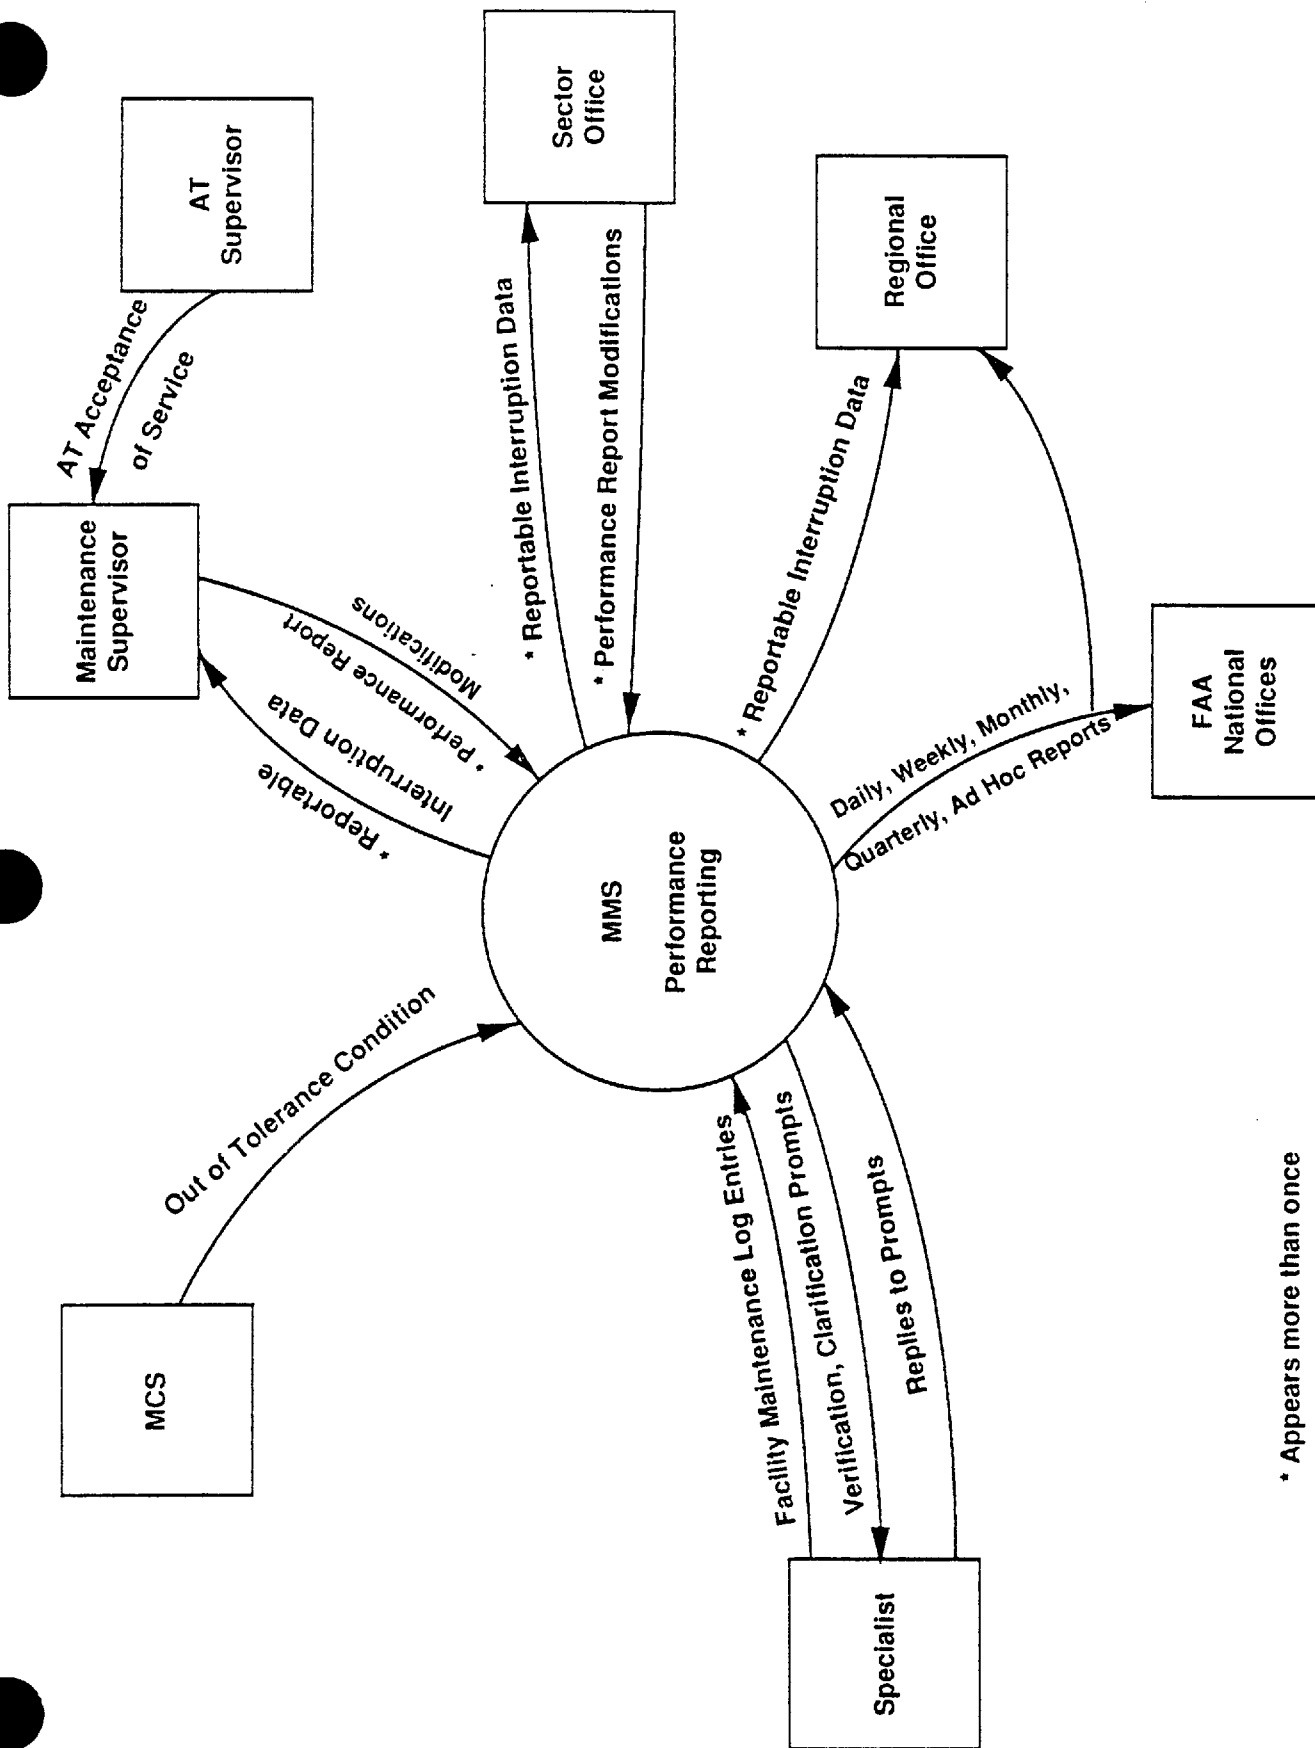 MCS
Out of Tolerance Condition
Maintenance
Supervisor
AT Acceptance
of Service
AT
Supervisor
* Reportable
Interruption Data
* Performance Report
Modifications
Sector
Office
* Reportable Interruption Data
* Performance Report Modifications
MMS
Performance
Reporting
Regional
Office
* Reportable Interruption Data
Specialist
Facility Maintenance Log Entries
Verification, Clarification Prompts
Replies to Prompts
Daily, Weekly, Monthly,
Quarterly, Ad Hoc Reports
FAA
National
Offices
* Appears more than once